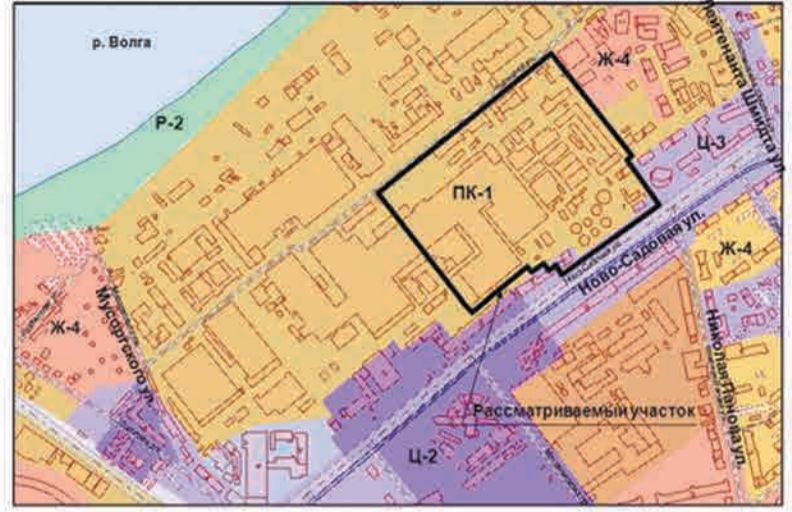 р. Волга
Р-2
Ж-4
Лейтенанта Шмидта ул.
Ц-3
ПК-1
Ново-Садовая ул.
Ж-4
Ж-4
Мусоргского ул.
Николая Панова ул.
Рассматриваемый участок
Ц-2